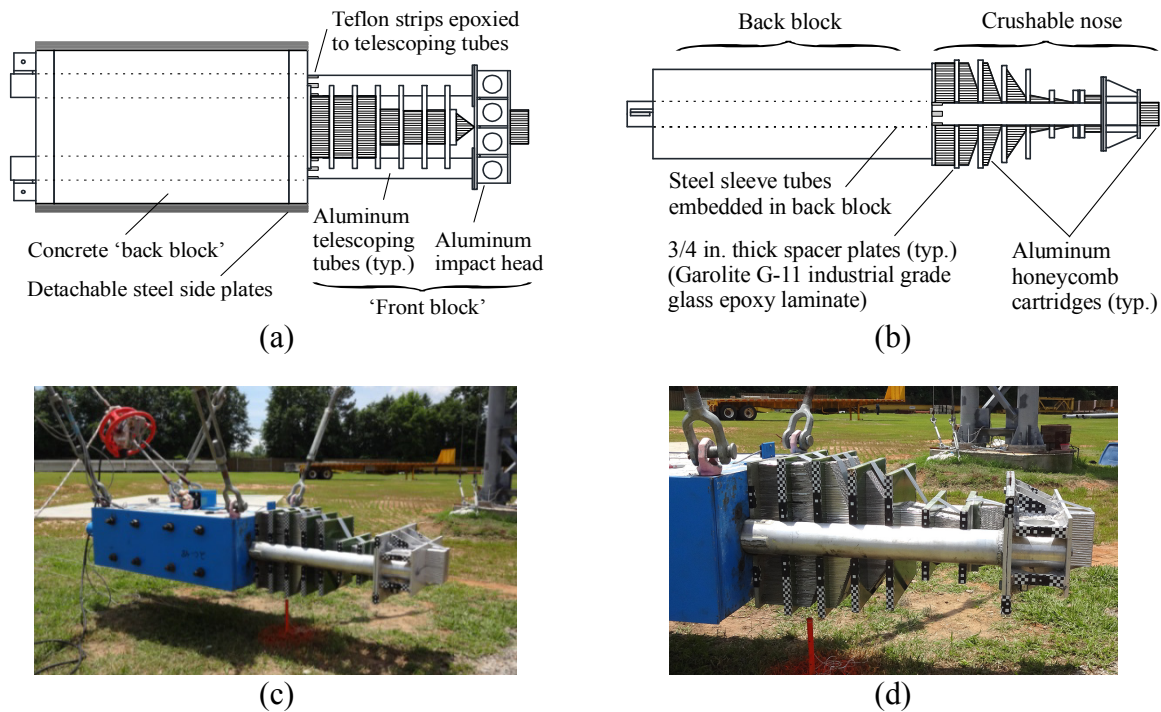 Teflon strips epoxied
to telescoping tubes
Concrete ‘back block’
Detachable steel side plates
Aluminum
telescoping
tubes (typ.)
Aluminum
impact head
‘Front block’
(a)
Back block
Crushable nose
Steel sleeve tubes
embedded in back block
3/4 in. thick spacer plates (typ.)
(Garolite G-11 industrial grade
glass epoxy laminate)
Aluminum
honeycomb
cartridges (typ.)
(b)
(c)
(d)